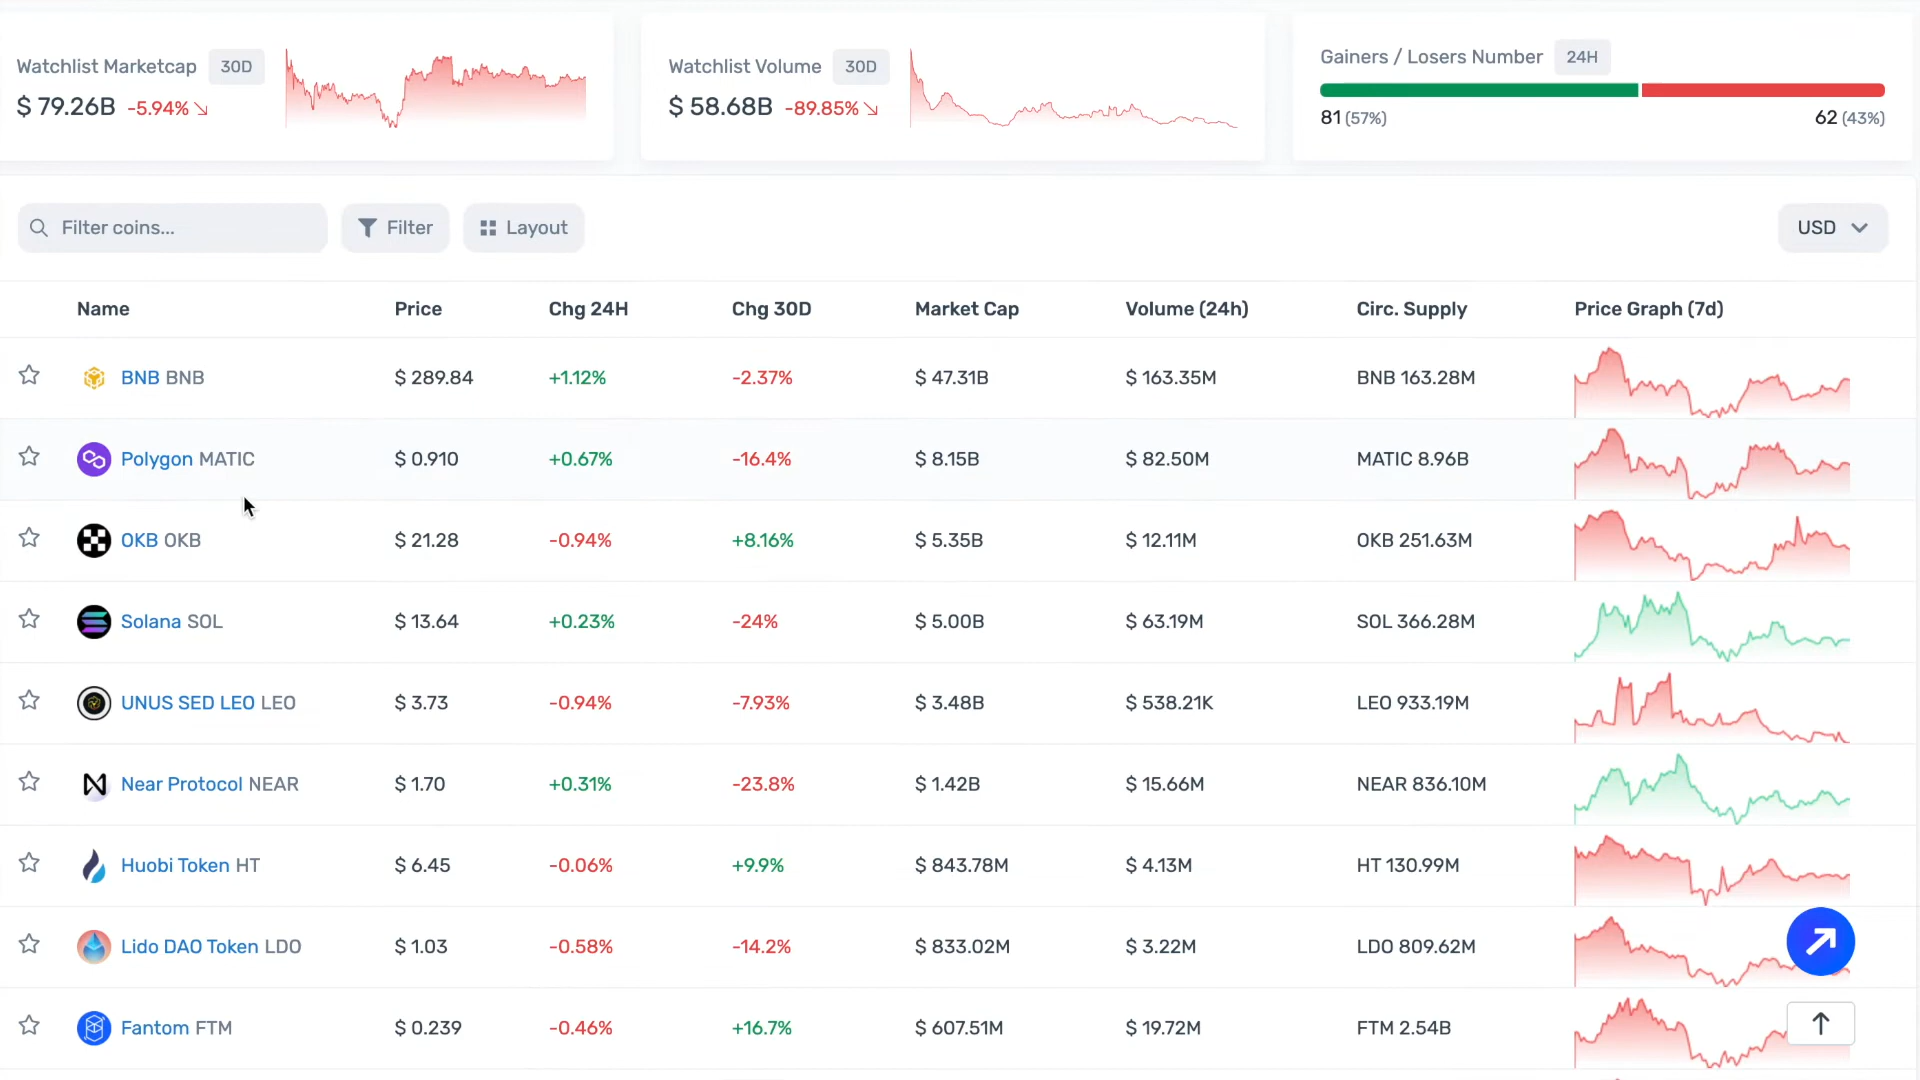 Watchlist Marketcap 30D
$ 79.26B -5.94%
Watchlist Volume 30D
$ 58.68B -89.85%
Gainers / Losers Number 24H
81 (57%) 62 (43%)
Filter coins... Filter Layout USD
Name Price Chg 24H Chg 30D Market Cap Volume (24h) Circ. Supply Price Graph (7d)
BNB BNB $ 289.84 +1.12% -2.37% $ 47.31B $ 163.35M BNB 163.28M
Polygon MATIC $ 0.910 +0.67% -16.4% $ 8.15B $ 82.50M MATIC 8.96B
OKB OKB $ 21.28 -0.94% +8.16% $ 5.35B $ 12.11M OKB 251.63M
Solana SOL $ 13.64 +0.23% -24% $ 5.00B $ 63.19M SOL 366.28M
UNUS SED LEO LEO $ 3.73 -0.94% -7.93% $ 3.48B $ 538.21K LEO 933.19M
Near Protocol NEAR $ 1.70 +0.31% -23.8% $ 1.42B $ 15.66M NEAR 836.10M
Huobi Token HT $ 6.45 -0.06% +9.9% $ 843.78M $ 4.13M HT 130.99M
Lido DAO Token LDO $ 1.03 -0.58% -14.2% $ 833.02M $ 3.22M LDO 809.62M
Fantom FTM $ 0.239 -0.46% +16.7% $ 607.51M $ 19.72M FTM 2.54B